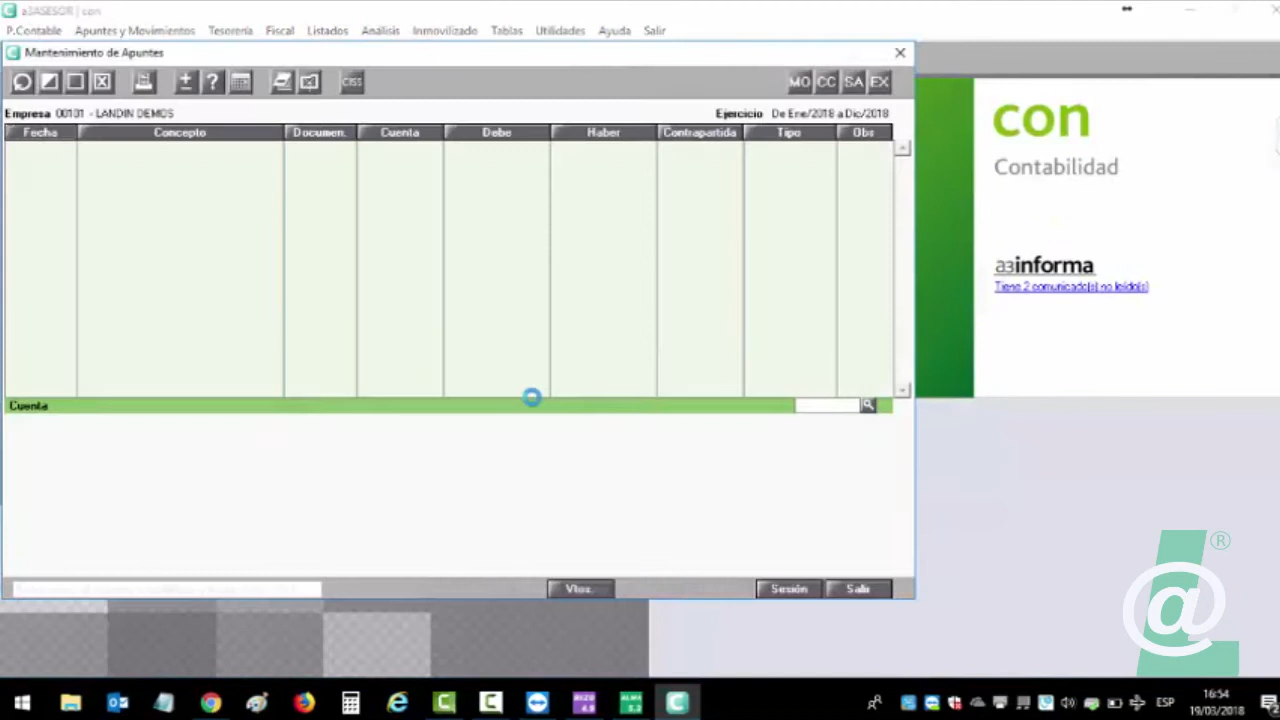 a3ASESOR | con
P.Contable Apuntes y Movimientos Tesorería Fiscal Listados Análisis Inmovilizado Tablas Utilidades Ayuda Salir
Mantenimiento de Apuntes
CISS MO CC SA EX
Empresa 00101 - LANDIN DEMOS Ejercicio De Ene/2018 a Dic/2018
Fecha Concepto Documen. Cuenta Debe Haber Contrapartida Tipo Obs
Cuenta
Vtos. Sesión Salir
con
Contabilidad
a3informa
Tiene 2 comunicado(s) no leído(s)
L@®
ESP 16:54
19/03/2018